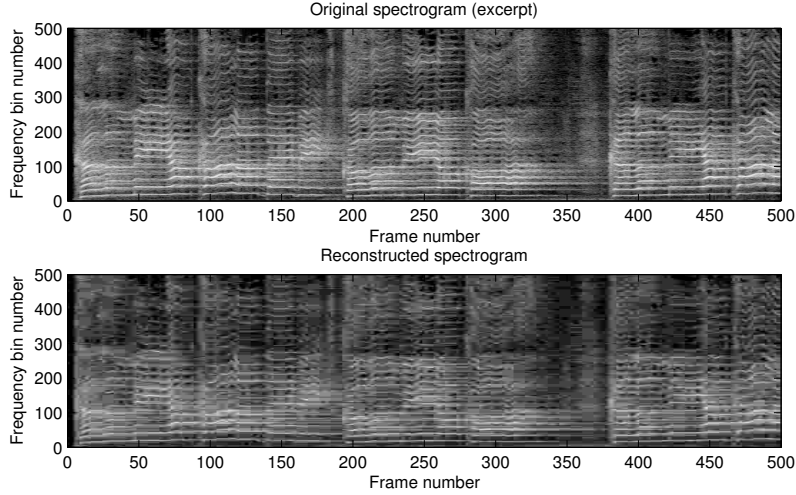 Original spectrogram (excerpt)
Frequency bin number
500
400
300
200
100
0
0 50 100 150 200 250 300 350 400 450 500
Frame number
Reconstructed spectrogram
Frequency bin number
500
400
300
200
100
0
0 50 100 150 200 250 300 350 400 450 500
Frame number